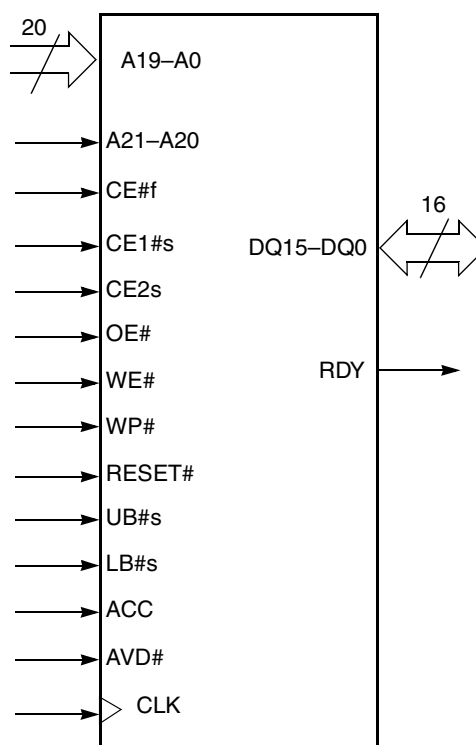 20
A19–A0
A21–A20
CE#f
CE1#s
CE2s
OE#
WE#
WP#
RESET#
UB#s
LB#s
ACC
AVD#
CLK
16
DQ15–DQ0
RDY